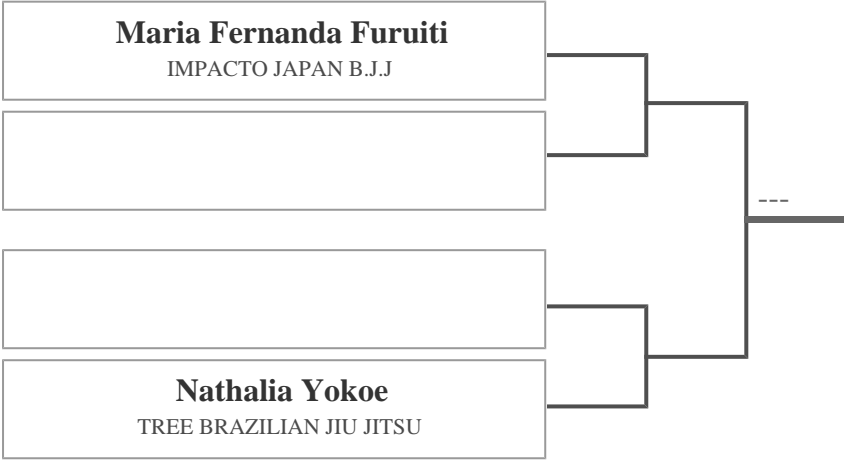 Maria Fernanda Furuiti
IMPACTO JAPAN B.J.J
---
Nathalia Yokoe
TREE BRAZILIAN JIU JITSU